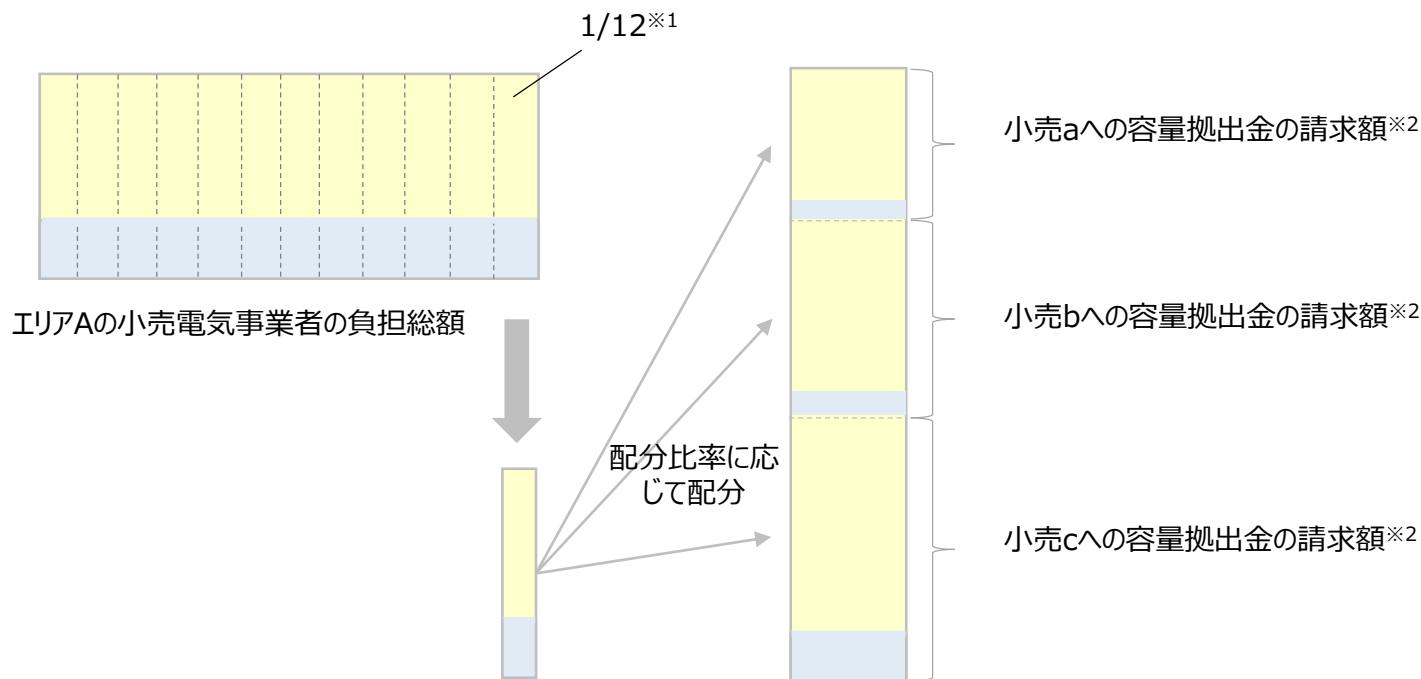 1/12※1
小売aへの容量拠出金の請求額※2
小売bへの容量拠出金の請求額※2
エリアAの小売電気事業者の負担総額
配分比率に応
じて配分
小売cへの容量拠出金の請求額※2